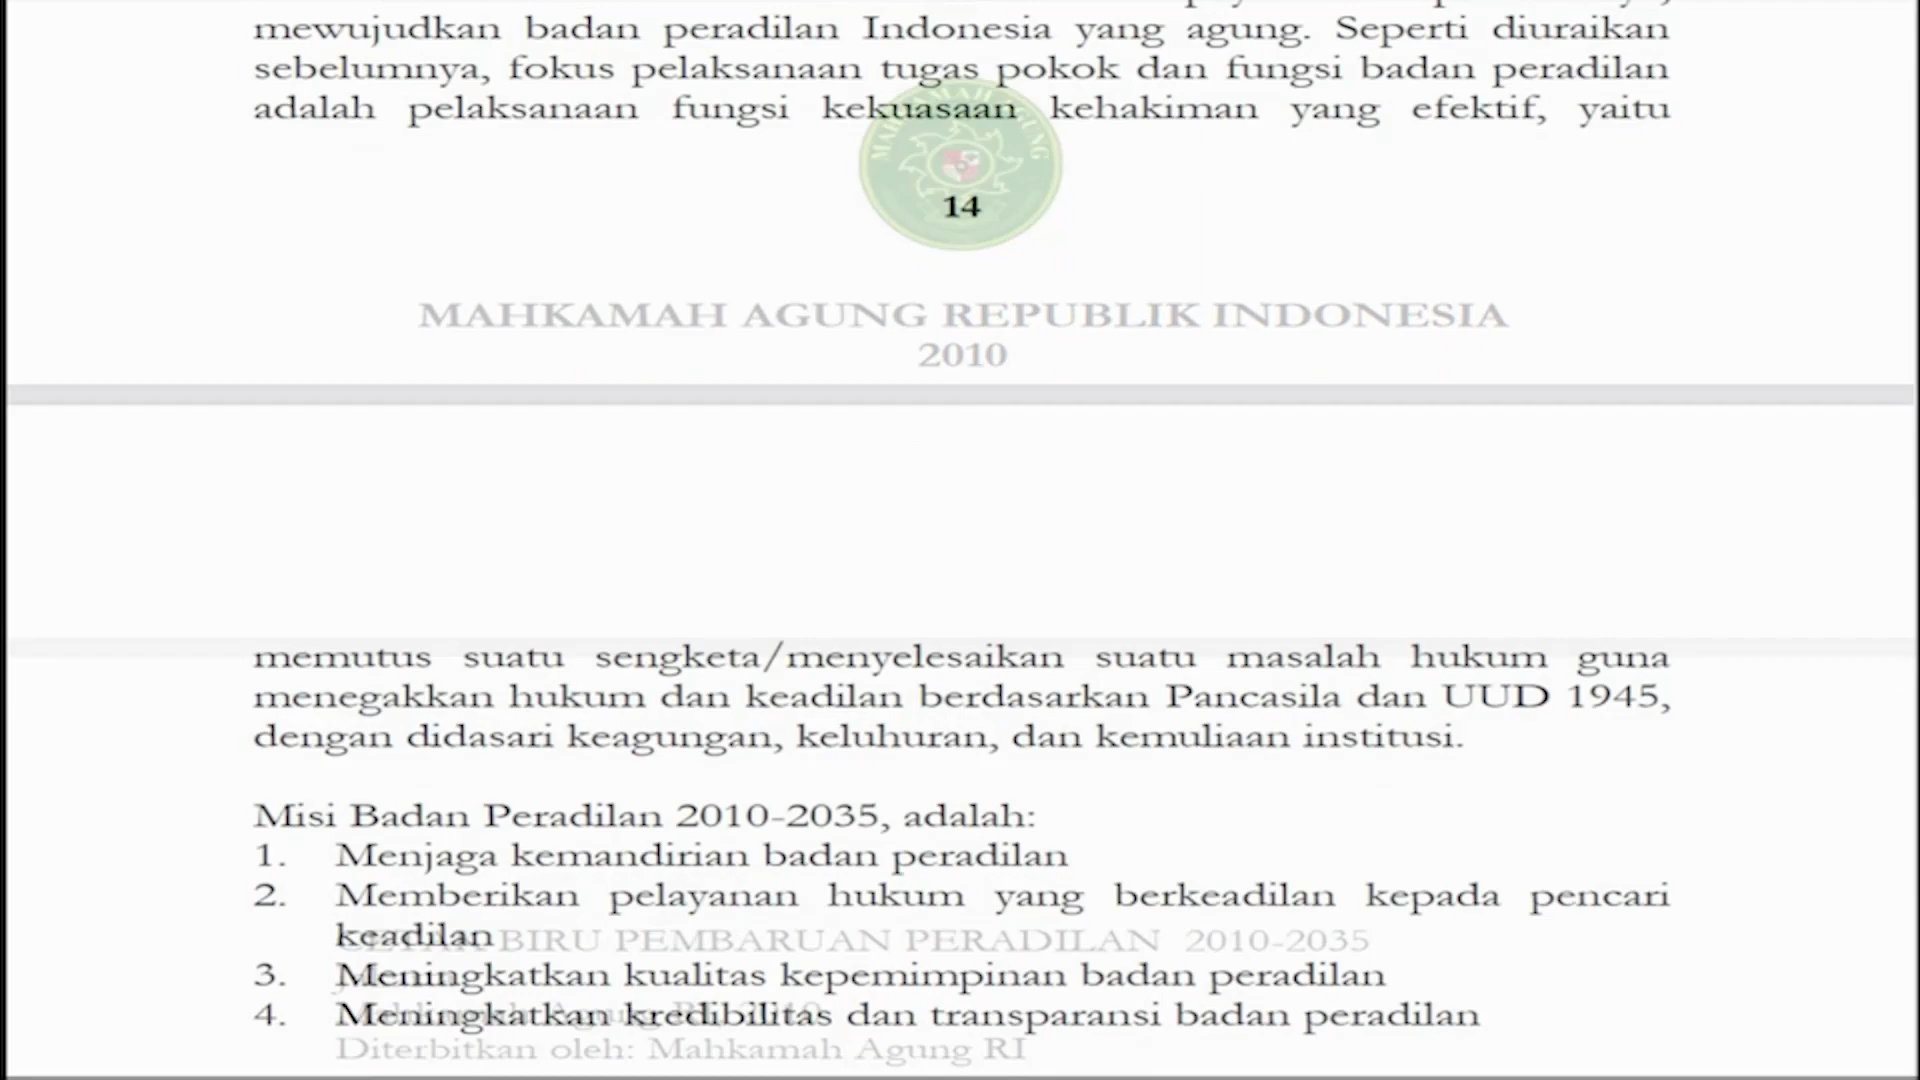 mewujudkan badan peradilan Indonesia yang agung. Seperti diuraikan
sebelumnya, fokus pelaksanaan tugas pokok dan fungsi badan peradilan
adalah pelaksanaan fungsi kekuasaan kehakiman yang efektif, yaitu
MAHKAMAH AGUNG
14
MAHKAMAH AGUNG REPUBLIK INDONESIA
2010
memutus suatu sengketa/menyelesaikan suatu masalah hukum guna
menegakkan hukum dan keadilan berdasarkan Pancasila dan UUD 1945,
dengan didasari keagungan, keluhuran, dan kemuliaan institusi.
Misi Badan Peradilan 2010-2035, adalah:
1. Menjaga kemandirian badan peradilan
2. Memberikan pelayanan hukum yang berkeadilan kepada pencari
keadilan
BIRU PEMBARUAN PERADILAN 2010-2035
3. Meningkatkan kualitas kepemimpinan badan peradilan
4. Meningkatkan kredibilitas dan transparansi badan peradilan
Diterbitkan oleh: Mahkamah Agung RI